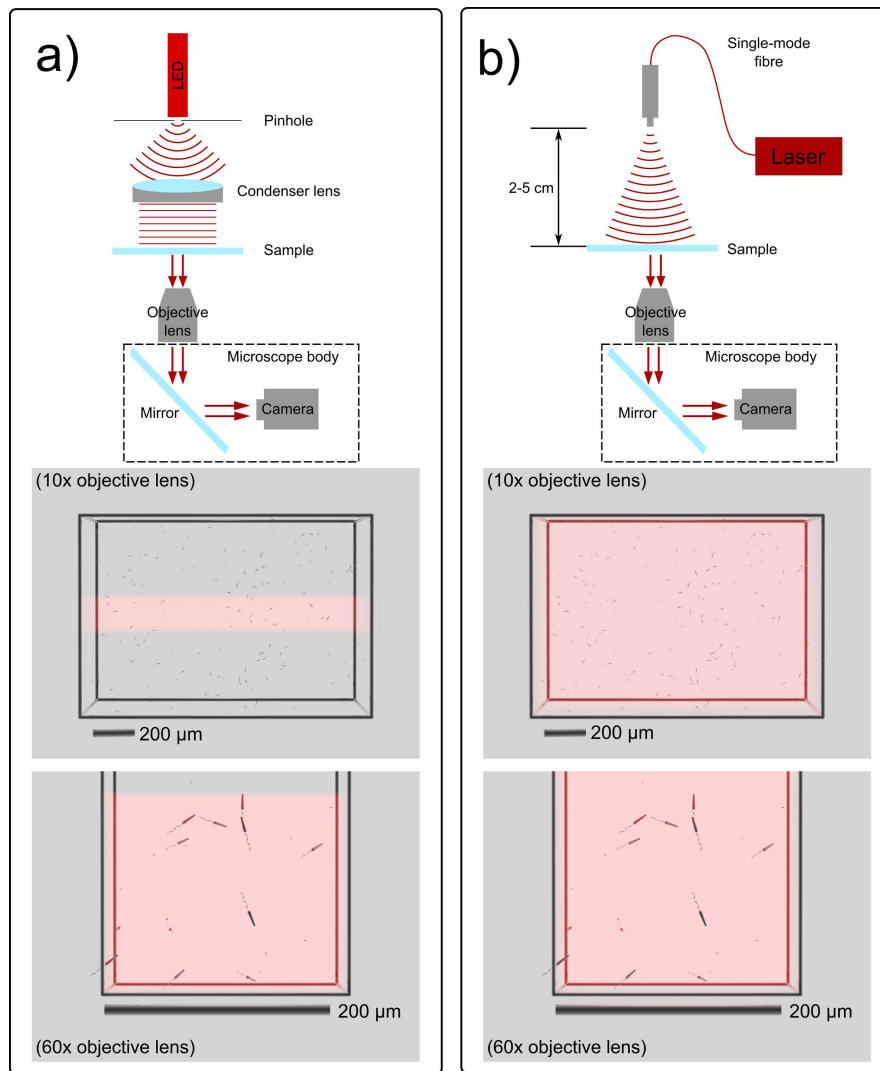 a)
LED
Pinhole
Condenser lens
Sample
Objective
lens
Microscope body
Mirror
Camera
(10x objective lens)
200 µm
200 µm
(60x objective lens)
b)
Single-mode
fibre
Laser
2-5 cm
Sample
Objective
lens
Microscope body
Mirror
Camera
(10x objective lens)
200 µm
200 µm
(60x objective lens)